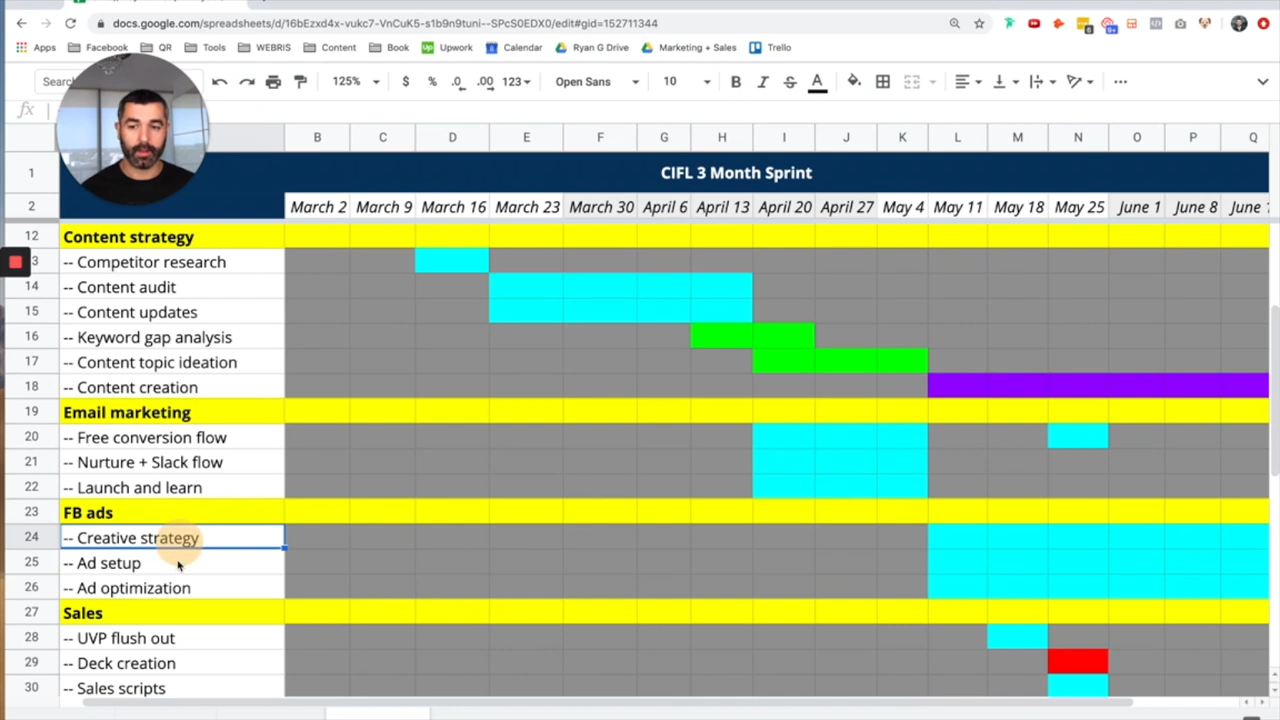 docs.google.com/spreadsheets/d/16bEzxd4x-vukc7-VnCuK5-s1b9n9tuni--SPcS0EDX0/edit#gid=152711344
Apps Facebook QR Tools WEBRIS Content Book Up Upwork Calendar Ryan G Drive Marketing + Sales Trello
Sear 125% $ % .0 .00 123 Open Sans 10 B I S A
fx
B C D E F G H I J K L M N O P Q
1 CIFL 3 Month Sprint
2 March 2 March 9 March 16 March 23 March 30 April 6 April 13 April 20 April 27 May 4 May 11 May 18 May 25 June 1 June 8 June
12 Content strategy
3 -- Competitor research
14 -- Content audit
15 -- Content updates
16 -- Keyword gap analysis
17 -- Content topic ideation
18 -- Content creation
19 Email marketing
20 -- Free conversion flow
21 -- Nurture + Slack flow
22 -- Launch and learn
23 FB ads
24 -- Creative strategy
25 -- Ad setup
26 -- Ad optimization
27 Sales
28 -- UVP flush out
29 -- Deck creation
30 -- Sales scripts